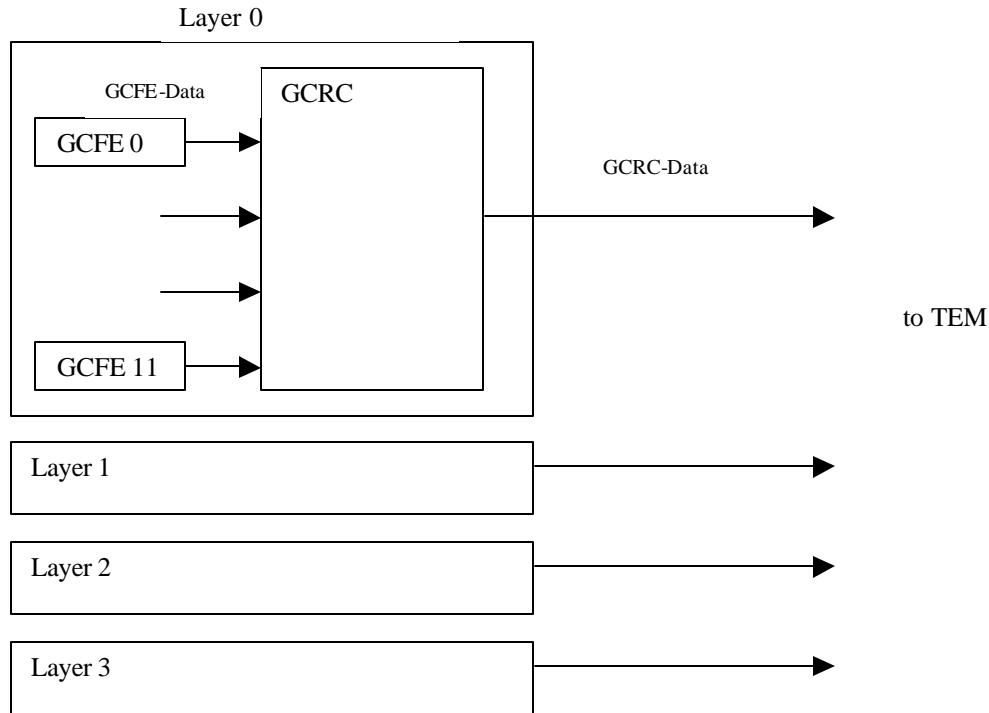 Layer 0
GCFE-Data
GCRC
GCFE 0
GCRC-Data
to TEM
GCFE 11
Layer 1
Layer 2
Layer 3